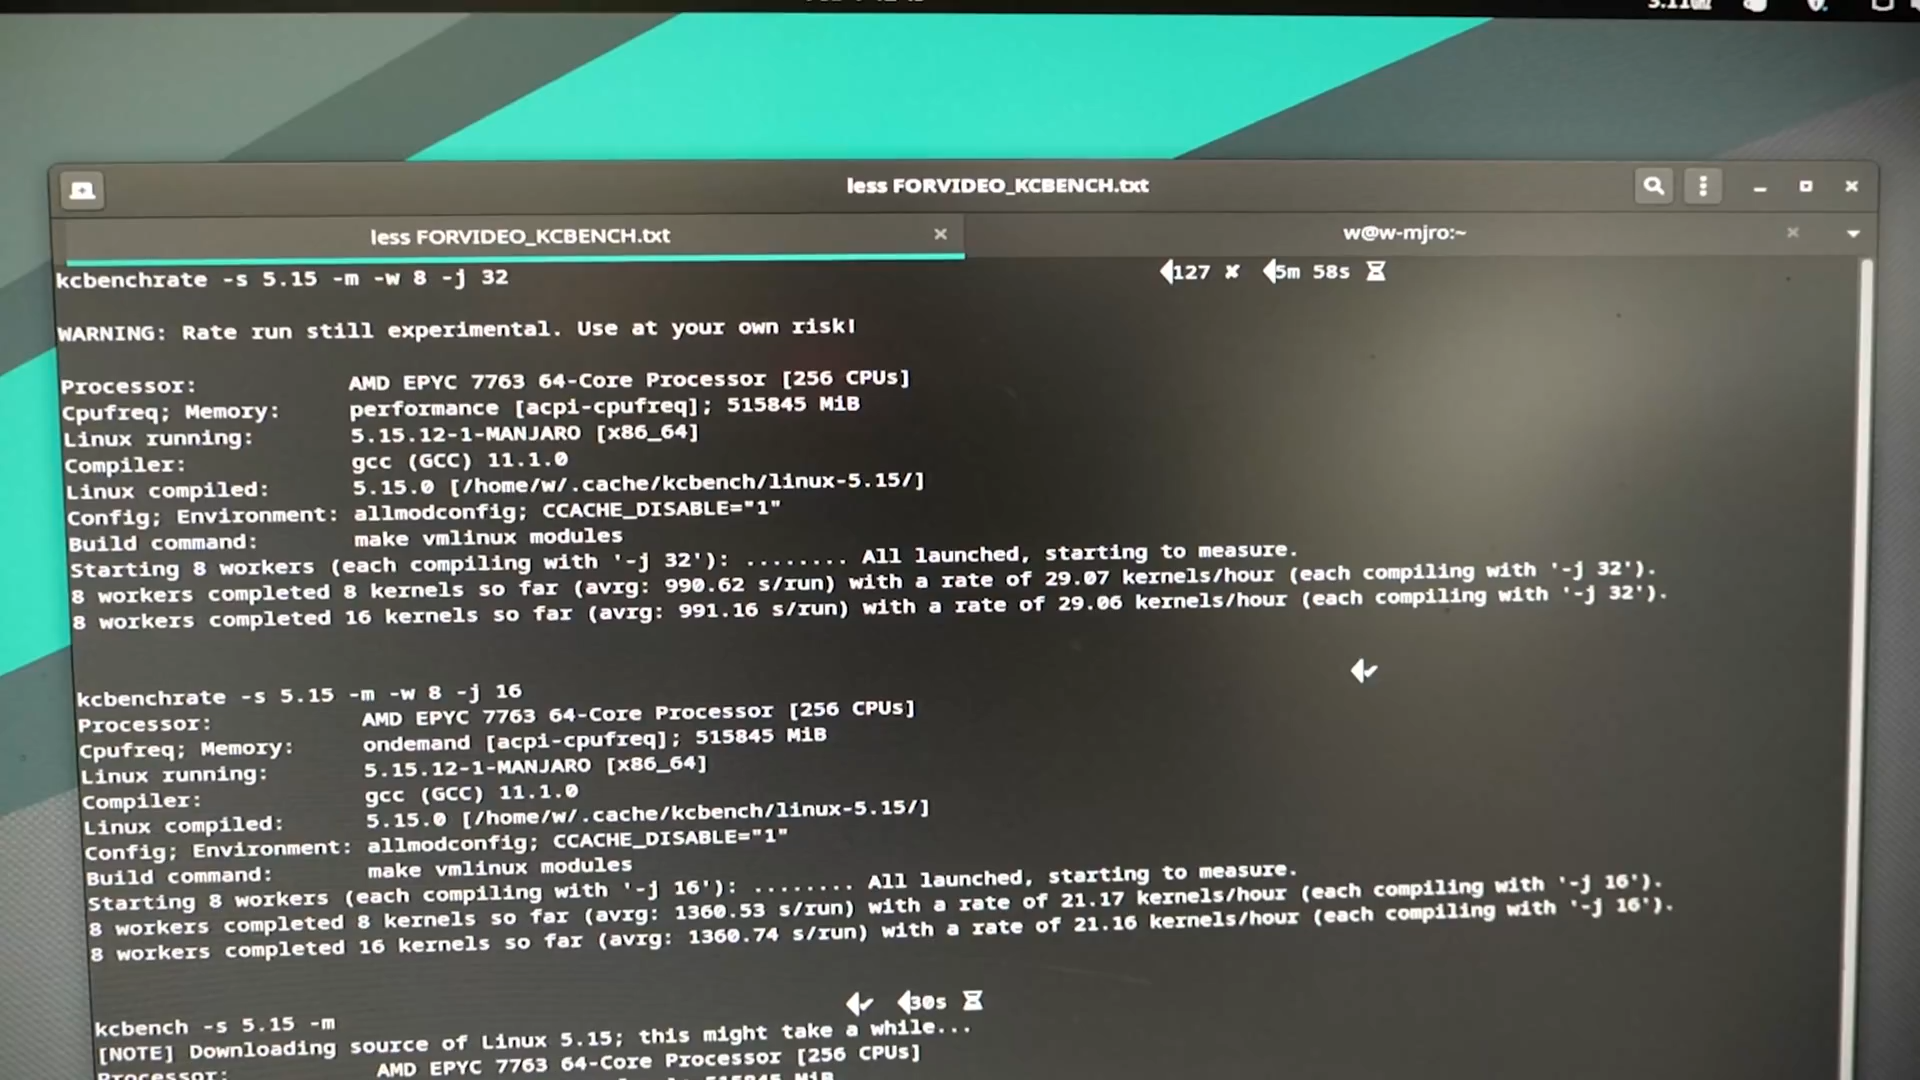 less FORVIDEO_KCBENCH.txt
less FORVIDEO_KCBENCH.txt
w@w-mjro:~
kcbenchrate -s 5.15 -m -w 8 -j 32
127 ✘ 5m 58s
WARNING: Rate run still experimental. Use at your own risk!
Processor: AMD EPYC 7763 64-Core Processor [256 CPUs]
Cpufreq; Memory: performance [acpi-cpufreq]; 515845 MiB
Linux running: 5.15.12-1-MANJARO [x86_64]
Compiler: gcc (GCC) 11.1.0
Linux compiled: 5.15.0 [/home/w/.cache/kcbench/linux-5.15/]
Config; Environment: allmodconfig; CCACHE_DISABLE="1"
Build command: make vmlinux modules
Starting 8 workers (each compiling with '-j 32'): ........ All launched, starting to measure.
8 workers completed 8 kernels so far (avrg: 990.62 s/run) with a rate of 29.07 kernels/hour (each compiling with '-j 32').
8 workers completed 16 kernels so far (avrg: 991.16 s/run) with a rate of 29.06 kernels/hour (each compiling with '-j 32').
kcbenchrate -s 5.15 -m -w 8 -j 16
Processor: AMD EPYC 7763 64-Core Processor [256 CPUs]
Cpufreq; Memory: ondemand [acpi-cpufreq]; 515845 MiB
Linux running: 5.15.12-1-MANJARO [x86_64]
Compiler: gcc (GCC) 11.1.0
Linux compiled: 5.15.0 [/home/w/.cache/kcbench/linux-5.15/]
Config; Environment: allmodconfig; CCACHE_DISABLE="1"
Build command: make vmlinux modules
Starting 8 workers (each compiling with '-j 16'): ........ All launched, starting to measure.
8 workers completed 8 kernels so far (avrg: 1360.53 s/run) with a rate of 21.17 kernels/hour (each compiling with '-j 16').
8 workers completed 16 kernels so far (avrg: 1360.74 s/run) with a rate of 21.16 kernels/hour (each compiling with '-j 16').
30s
kcbench -s 5.15 -m
[NOTE] Downloading source of Linux 5.15; this might take a while...
Processor: AMD EPYC 7763 64-Core Processor [256 CPUs]
515845 MiB